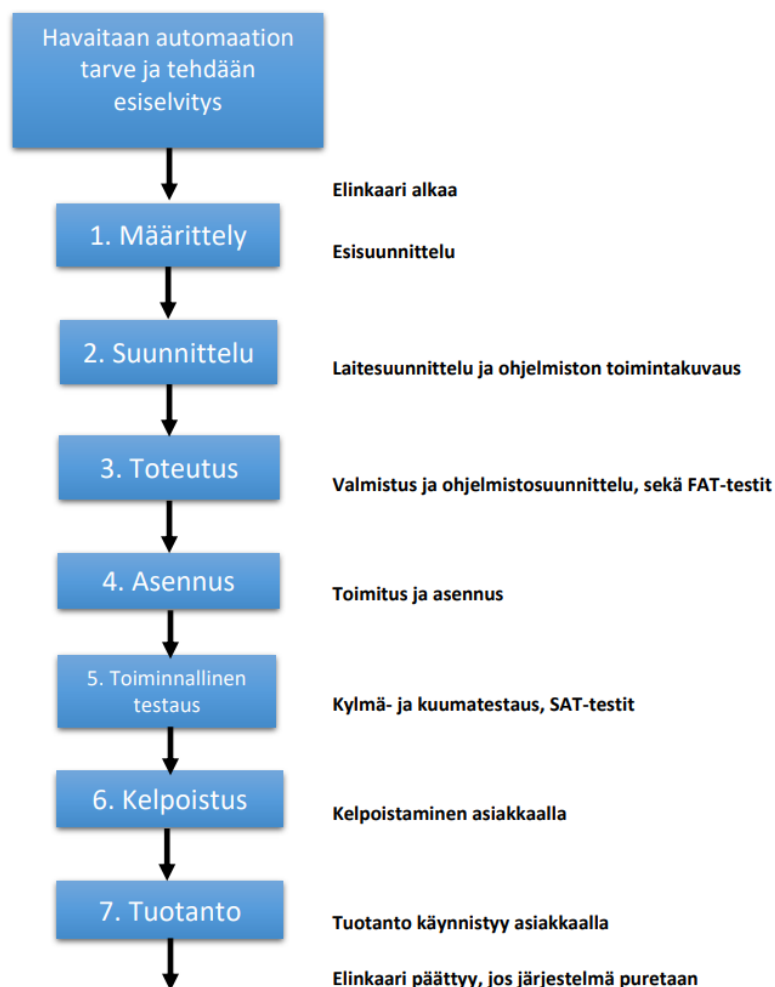 Havaitaan automaation
tarve ja tehdään
esiselvitys
Elinkaari alkaa
1. Määrittely
Esisuunnittelu
2. Suunnittelu
Laitesuunnittelu ja ohjelmiston toimintakuvaus
3. Toteutus
Valmistus ja ohjelmistosuunnittelu, sekä FAT-testit
4. Asennus
Toimitus ja asennus
5. Toiminnallinen
testaus
Kylmä- ja kuumatestaus, SAT-testit
6. Kelpoistus
Kelpoistaminen asiakkaalla
7. Tuotanto
Tuotanto käynnistyy asiakkaalla
Elinkaari päättyy, jos järjestelmä puretaan